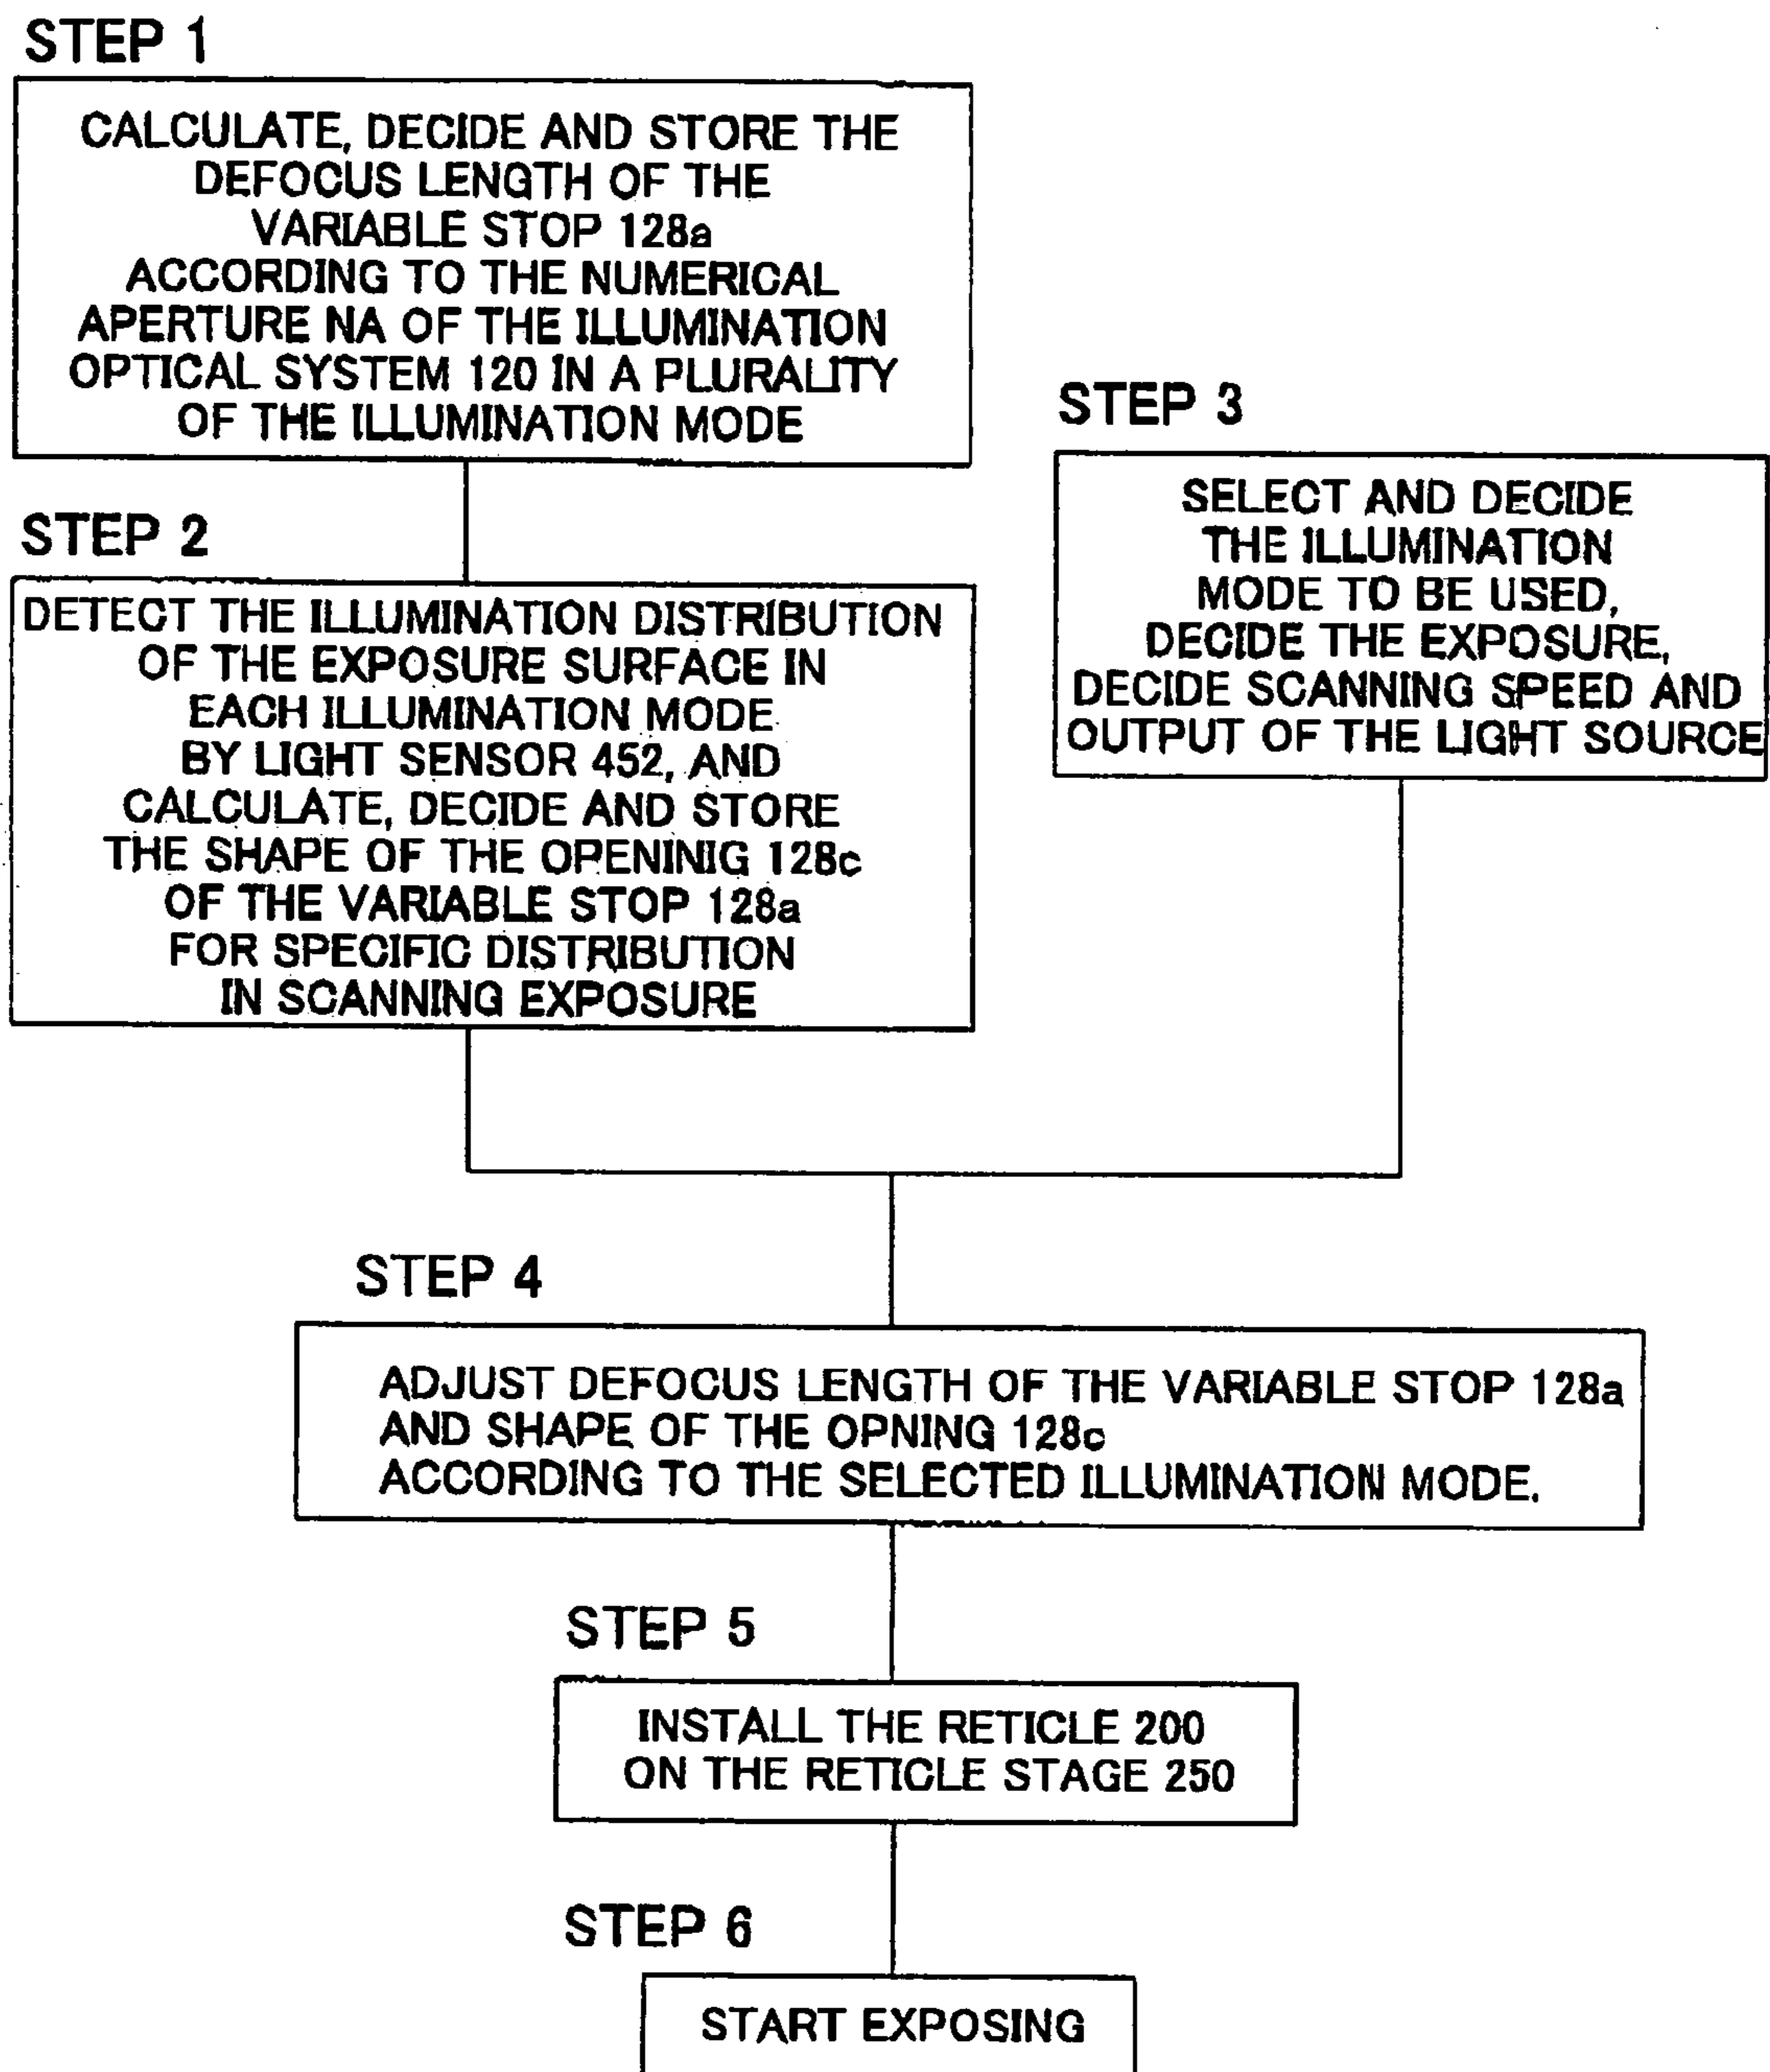 STEP 1
CALCULATE, DECIDE AND STORE THE
DEFOCUS LENGTH OF THE
VARIABLE STOP 128a
ACCORDING TO THE NUMERICAL
APERTURE NA OF THE ILLUMINATION
OPTICAL SYSTEM 120 IN A PLURALITY
OF THE ILLUMINATION MODE
STEP 2
DETECT THE ILLUMINATION DISTRIBUTION
OF THE EXPOSURE SURFACE IN
EACH ILLUMINATION MODE
BY LIGHT SENSOR 452, AND
CALCULATE, DECIDE AND STORE
THE SHAPE OF THE OPENINIG 128c
OF THE VARIABLE STOP 128a
FOR SPECIFIC DISTRIBUTION
IN SCANNING EXPOSURE
STEP 3
SELECT AND DECIDE
THE ILLUMINATION
MODE TO BE USED,
DECIDE THE EXPOSURE,
DECIDE SCANNING SPEED AND
OUTPUT OF THE LIGHT SOURCE
STEP 4
ADJUST DEFOCUS LENGTH OF THE VARIABLE STOP 128a
AND SHAPE OF THE OPNING 128c
ACCORDING TO THE SELECTED ILLUMINATION MODE.
STEP 5
INSTALL THE RETICLE 200
ON THE RETICLE STAGE 250
STEP 6
START EXPOSING